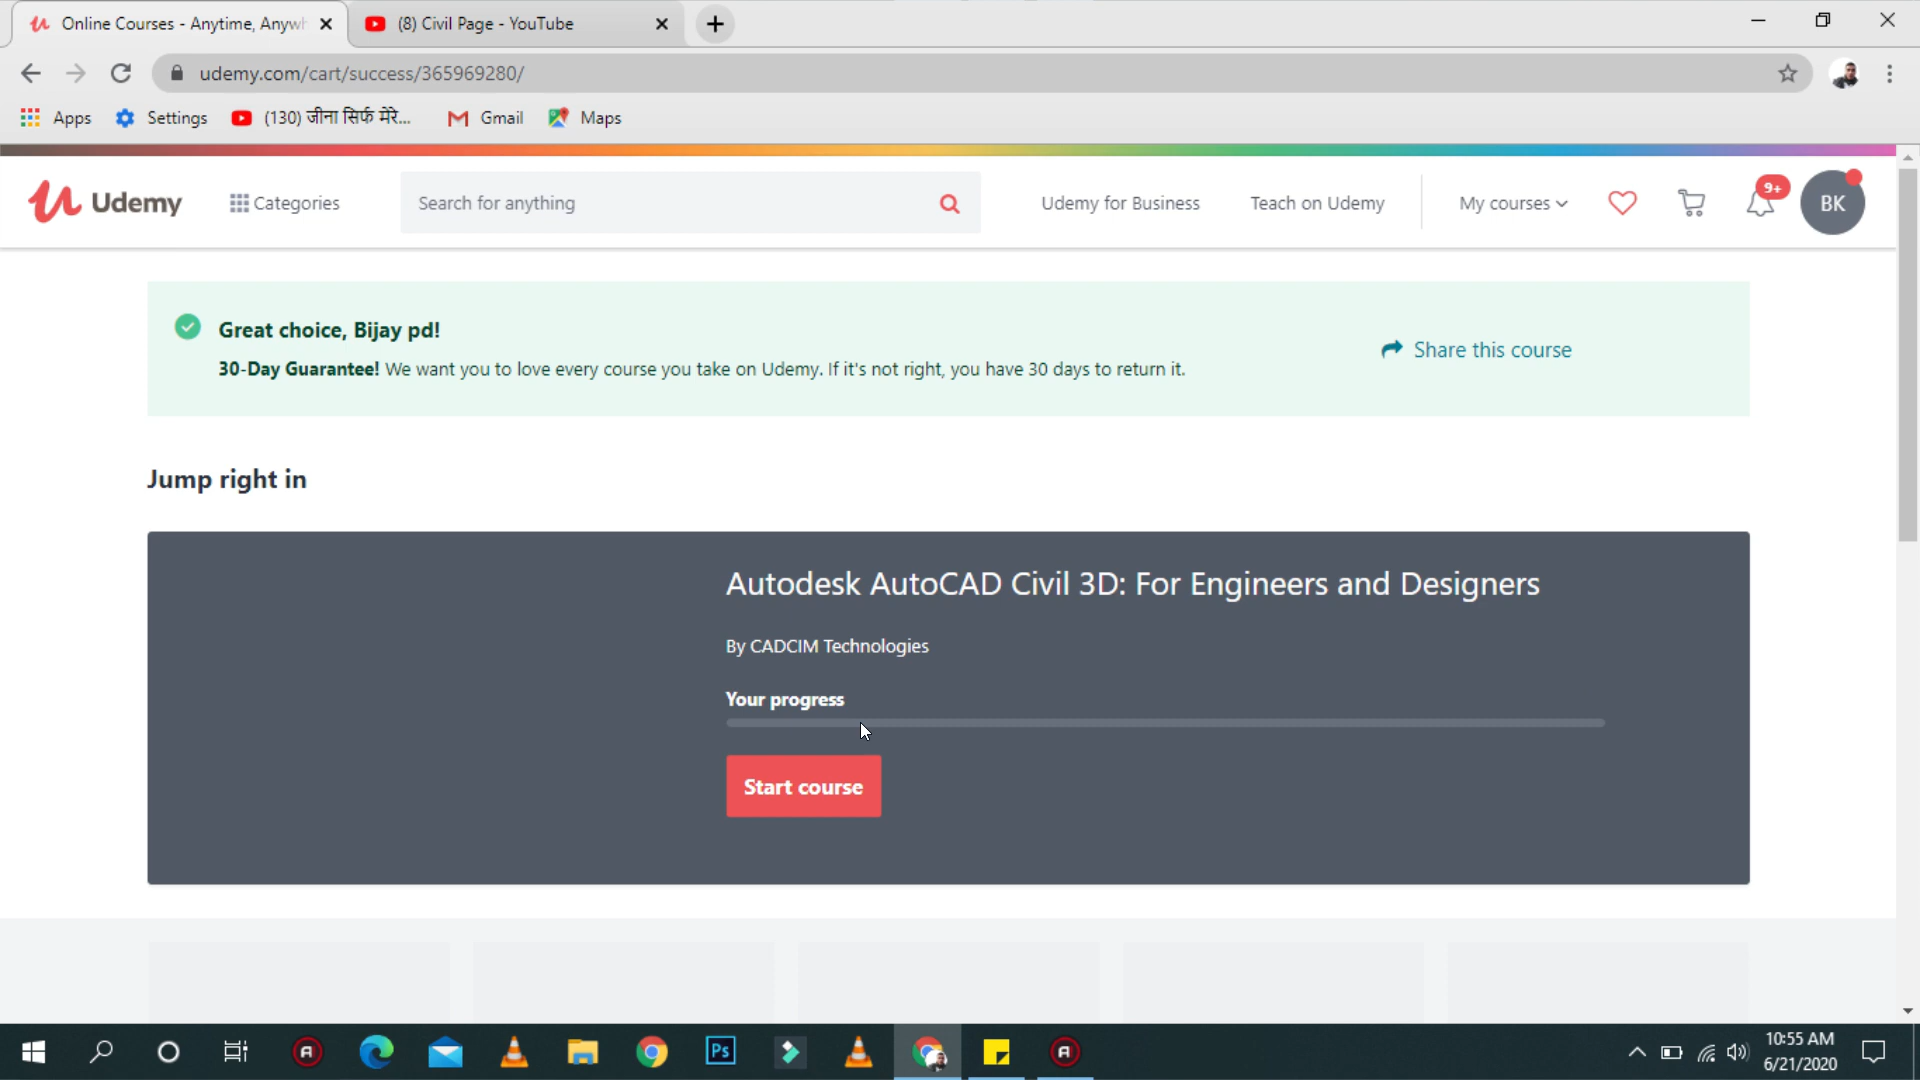 Online Courses - Anytime, Anywh
(8) Civil Page - YouTube
udemy.com/cart/success/365969280/
Apps
Settings
(130) जीना सिर्फ मेरे...
Gmail
Maps
Udemy
Categories
Search for anything
Udemy for Business
Teach on Udemy
My courses
9+
BK
Great choice, Bijay pd!
30-Day Guarantee! We want you to love every course you take on Udemy. If it's not right, you have 30 days to return it.
Share this course
Jump right in
Autodesk AutoCAD Civil 3D: For Engineers and Designers
By CADCIM Technologies
Your progress
Start course
Ps
10:55 AM
6/21/2020